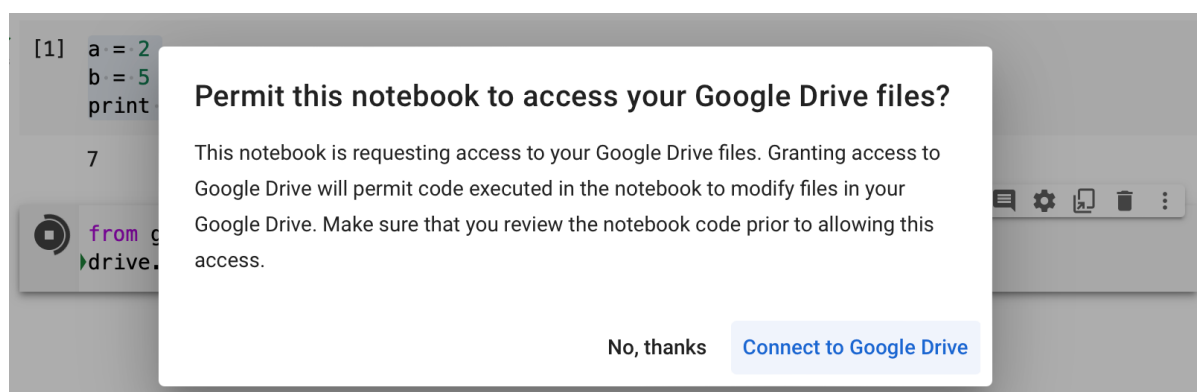 [1] a = 2
b = 5
print
7
Permit this notebook to access your Google Drive files?
This notebook is requesting access to your Google Drive files. Granting access to
Google Drive will permit code executed in the notebook to modify files in your
Google Drive. Make sure that you review the notebook code prior to allowing this
access.
from
drive.
No, thanks Connect to Google Drive